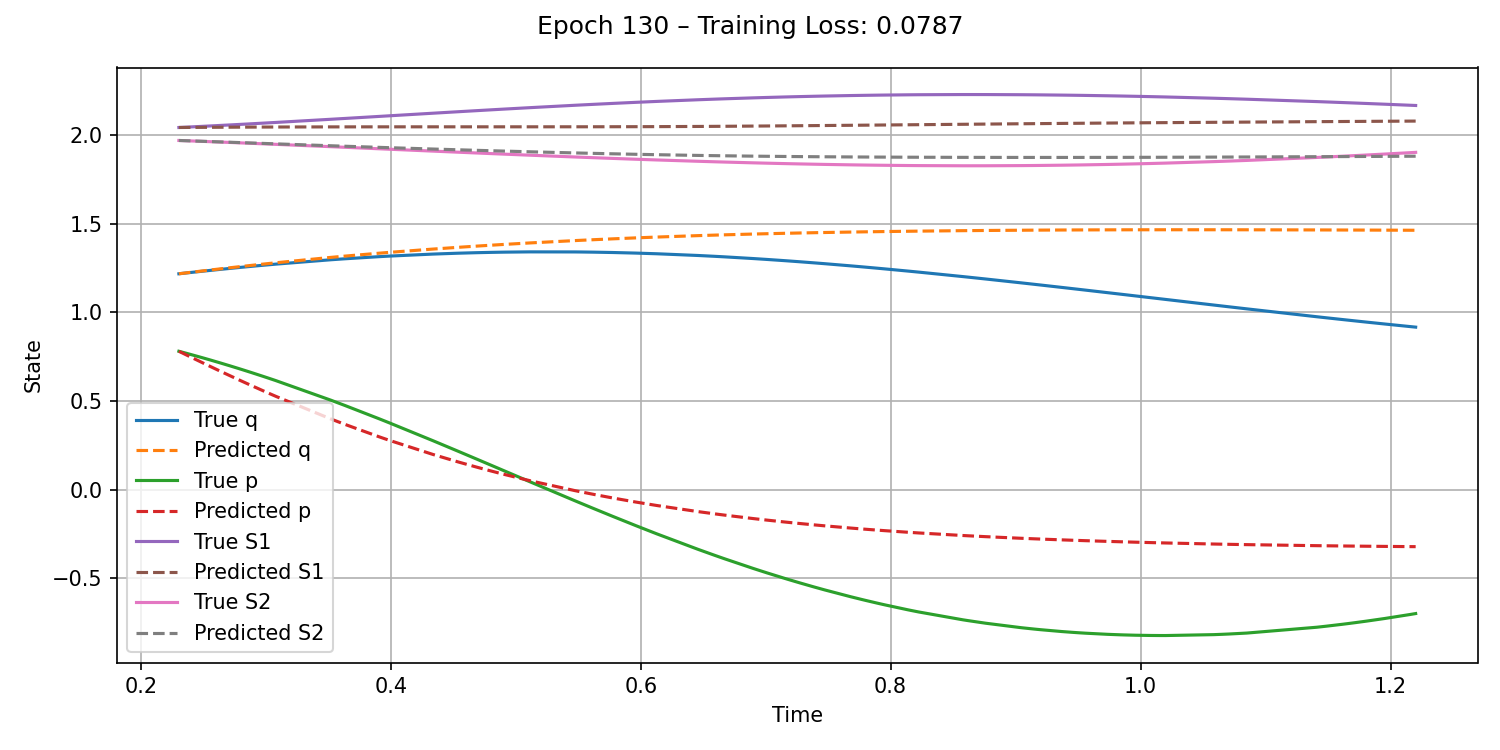 Epoch 130 – Training Loss: 0.0787
State
2.0
1.5
1.0
0.5
0.0
−0.5
True q
Predicted q
True p
Predicted p
True S1
Predicted S1
True S2
Predicted S2
0.2 0.4 0.6 0.8 1.0 1.2
Time